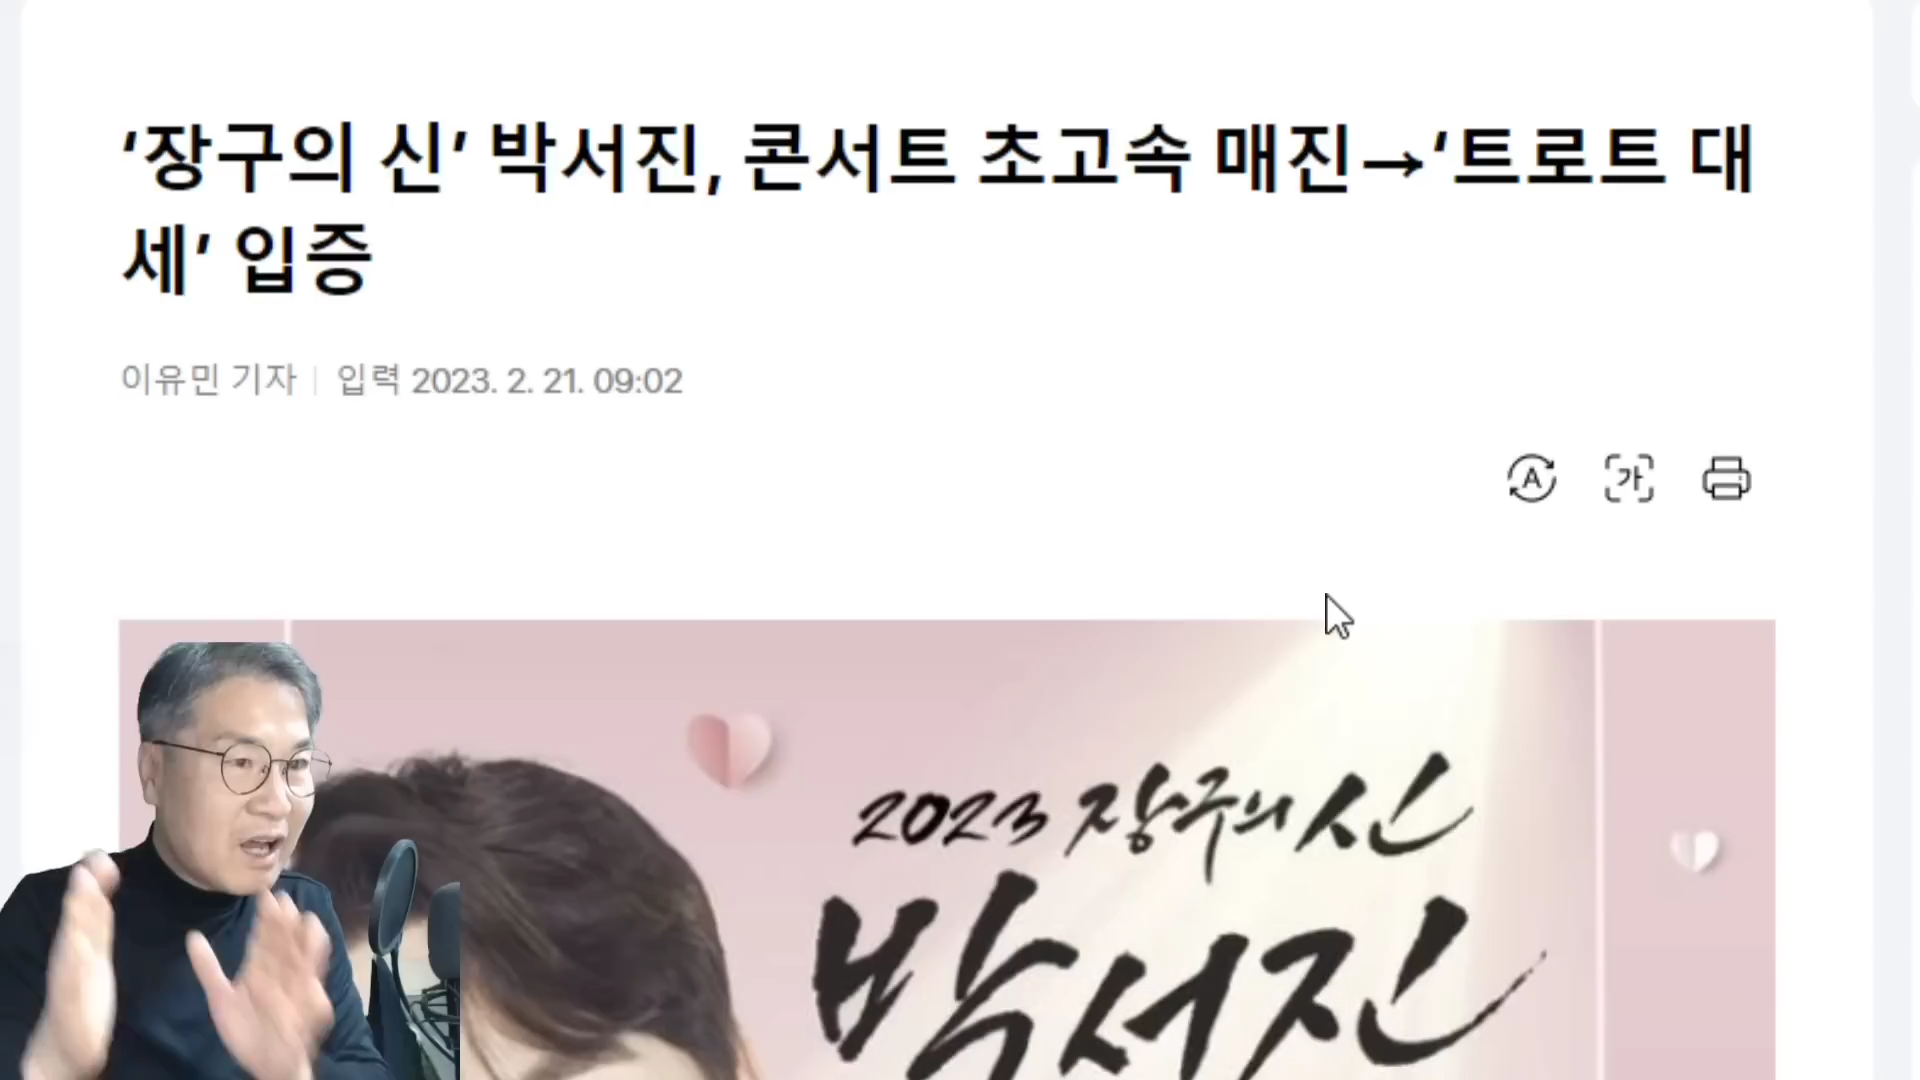 ‘장구의 신’ 박서진, 콘서트 초고속 매진→‘트로트 대
세’ 입증
이유민 기자 | 입력 2023. 2. 21. 09:02
A 가
2023 장구의 신
박서진